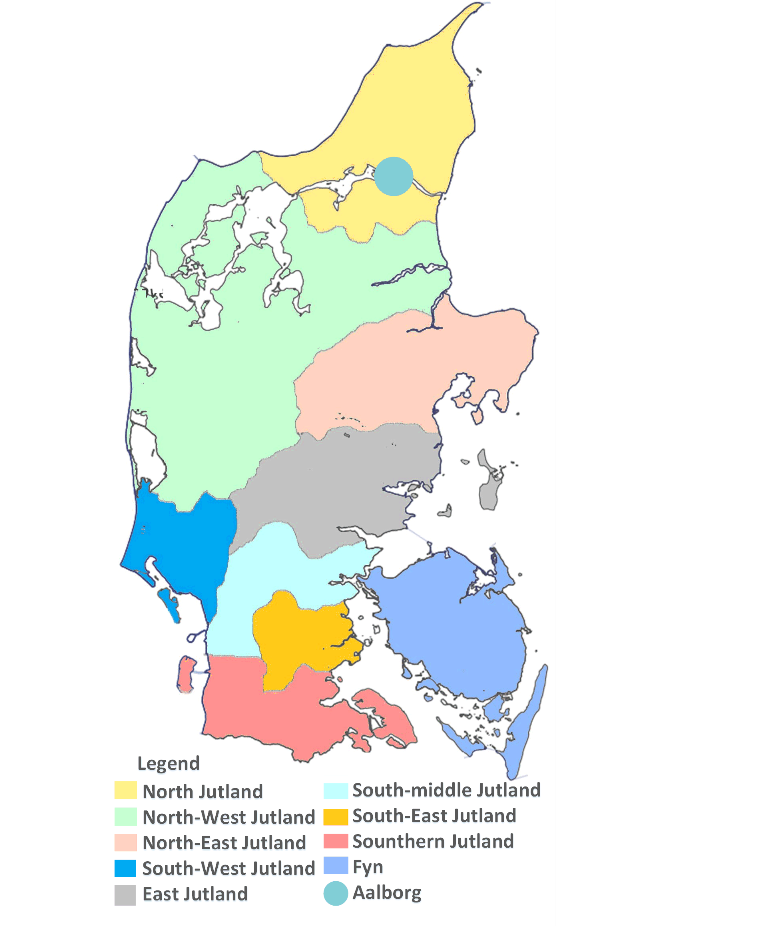 Legend
North Jutland
North-West Jutland
North-East Jutland
South-West Jutland
East Jutland
South-middle Jutland
South-East Jutland
Sounthern Jutland
Fyn
Aalborg